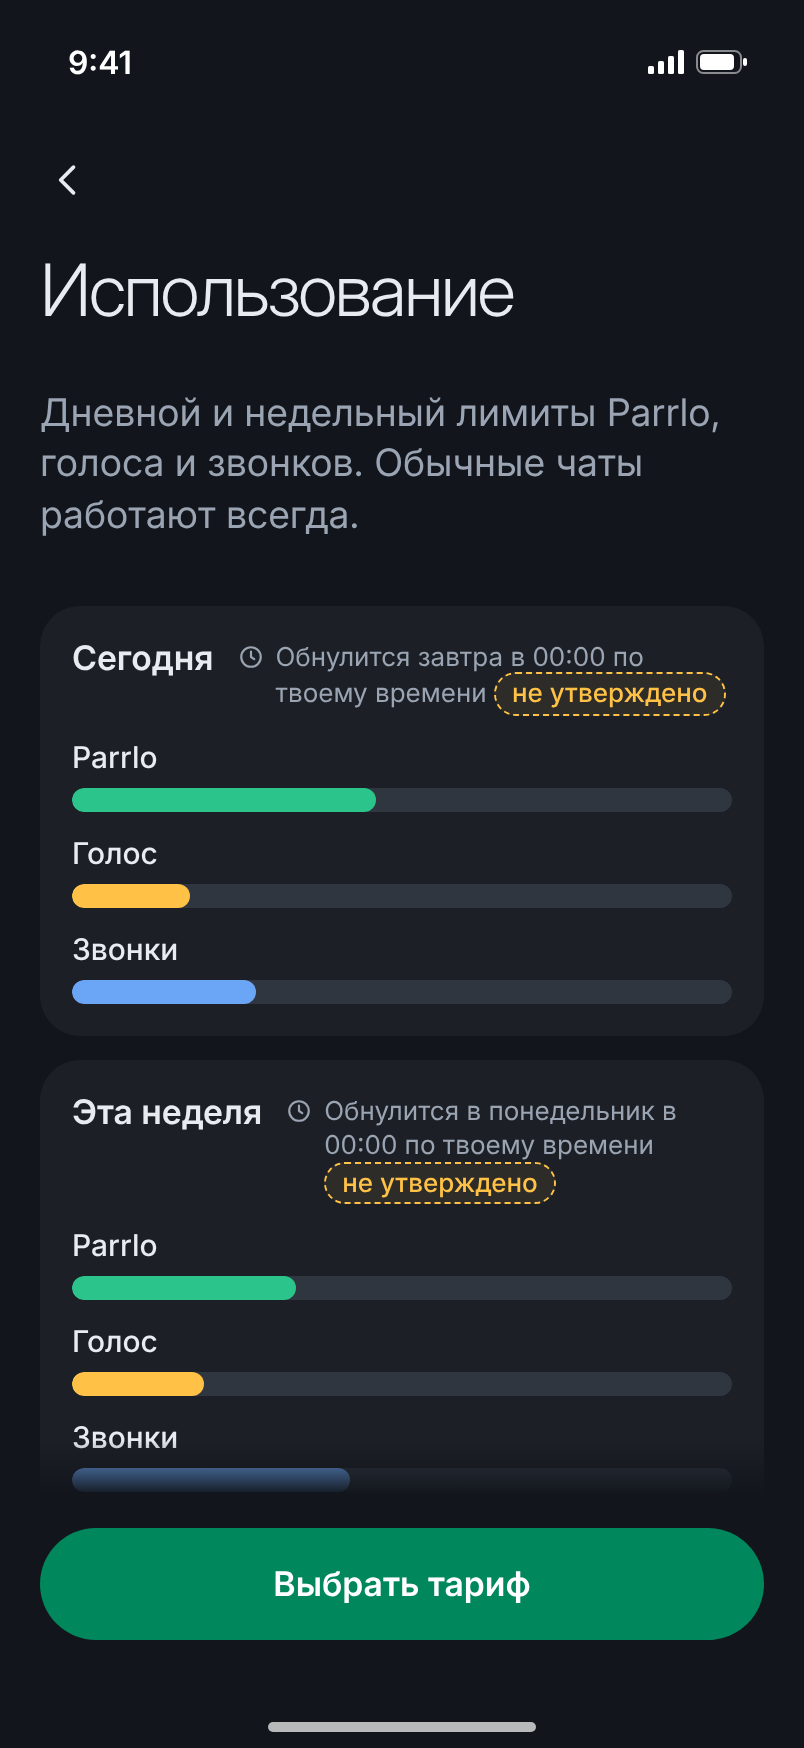 9:41
Использование
Дневной и недельный лимиты Parrlo,
голоса и звонков. Обычные чаты
работают всегда.
Сегодня
Обнулится завтра в 00:00 по
твоему времени не утверждено
Parrlo
Голос
Звонки
Эта неделя
Обнулится в понедельник в
00:00 по твоему времени
не утверждено
Parrlo
Голос
Звонки
Выбрать тариф